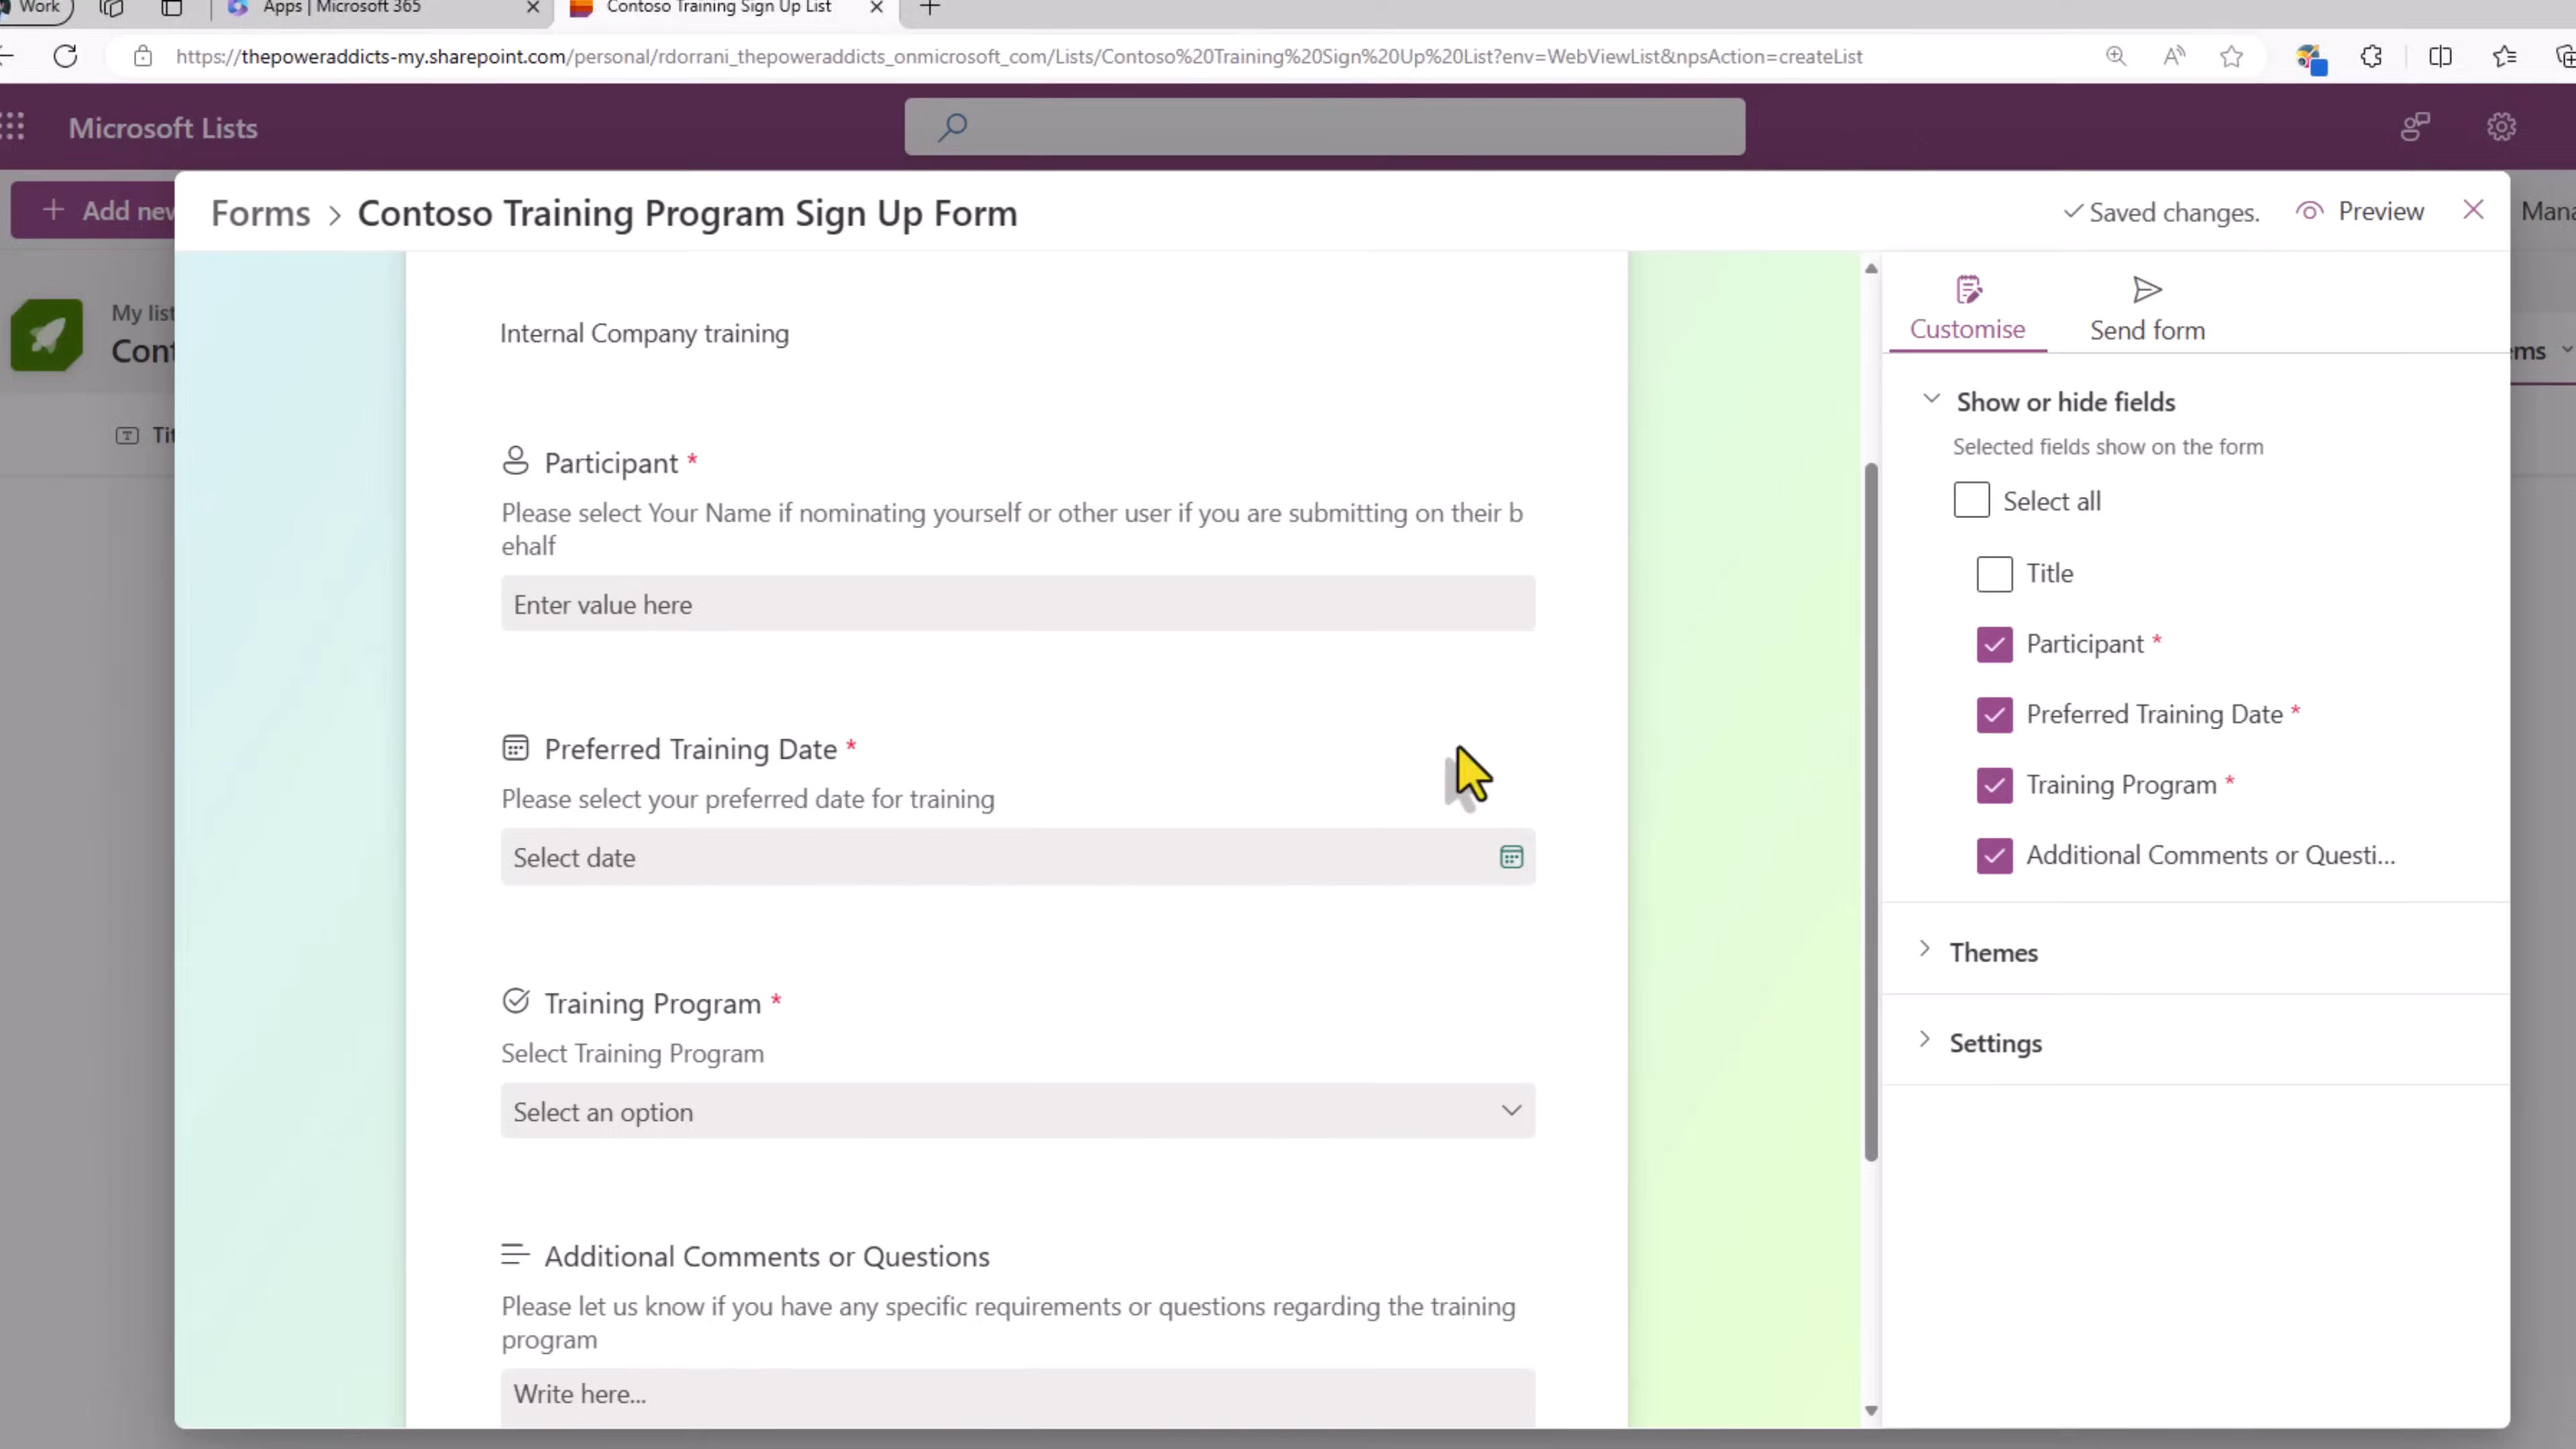 Work
Apps | Microsoft 365
Contoso Training Sign Up List
https://thepoweraddicts-my.sharepoint.com/personal/rdorrani_thepoweraddicts_onmicrosoft_com/Lists/Contoso%20Training%20Sign%20Up%20List?env=WebViewList&npsAction=createList
Microsoft Lists
Add new
Forms > Contoso Training Program Sign Up Form
Saved changes.
Preview
Mana
My list
Cont
ms
Tit
Internal Company training
Participant *
Please select Your Name if nominating yourself or other user if you are submitting on their b
ehalf
Enter value here
Preferred Training Date *
Please select your preferred date for training
Select date
Training Program *
Select Training Program
Select an option
Additional Comments or Questions
Please let us know if you have any specific requirements or questions regarding the training
program
Write here...
Customise
Send form
Show or hide fields
Selected fields show on the form
Select all
Title
Participant *
Preferred Training Date *
Training Program *
Additional Comments or Questi...
Themes
Settings